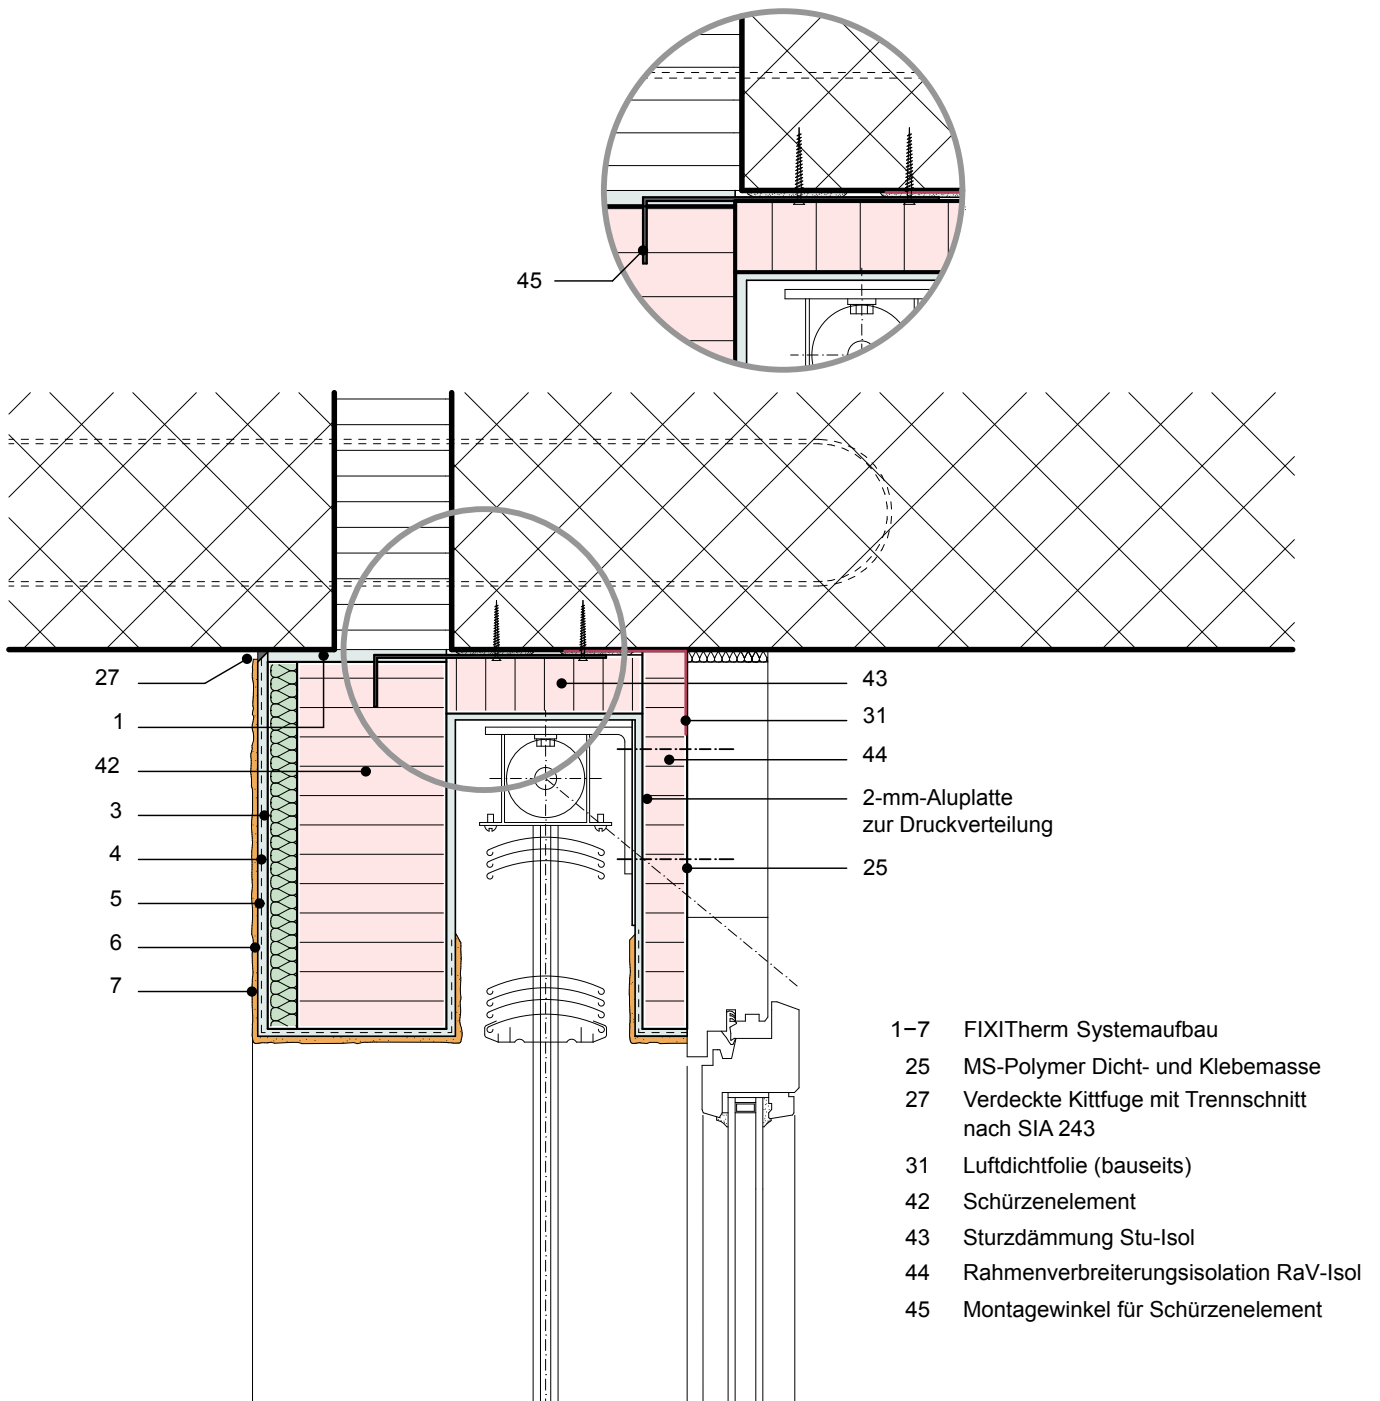 45
27
1
42
3
4
5
6
7
43
31
44
2-mm-Aluplatte
zur Druckverteilung
25
1–7 FIXITherm Systemaufbau
25 MS-Polymer Dicht- und Klebemasse
27 Verdeckte Kittfuge mit Trennschnitt
nach SIA 243
31 Luftdichtfolie (bauseits)
42 Schürzenelement
43 Sturzdämmung Stu-Isol
44 Rahmenverbreiterungsisolation RaV-Isol
45 Montagewinkel für Schürzenelement